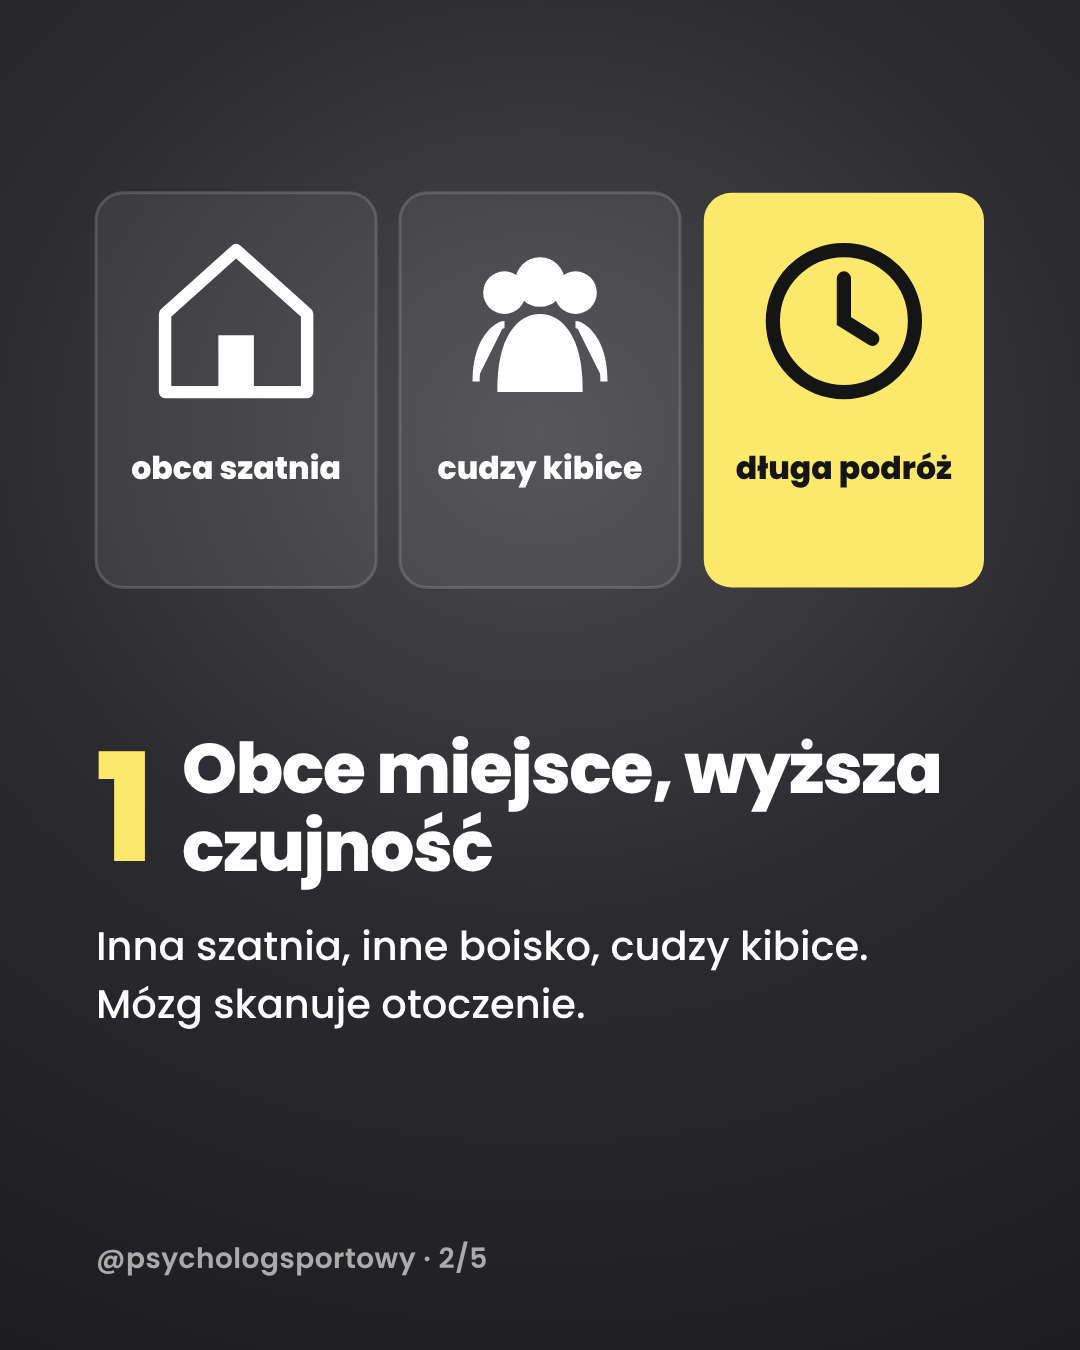 obca szatnia
cudzy kibice
długa podróż
1
Obce miejsce, wyższa
czujność
Inna szatnia, inne boisko, cudzy kibice.
Mózg skanuje otoczenie.
@psychologsportowy · 2/5